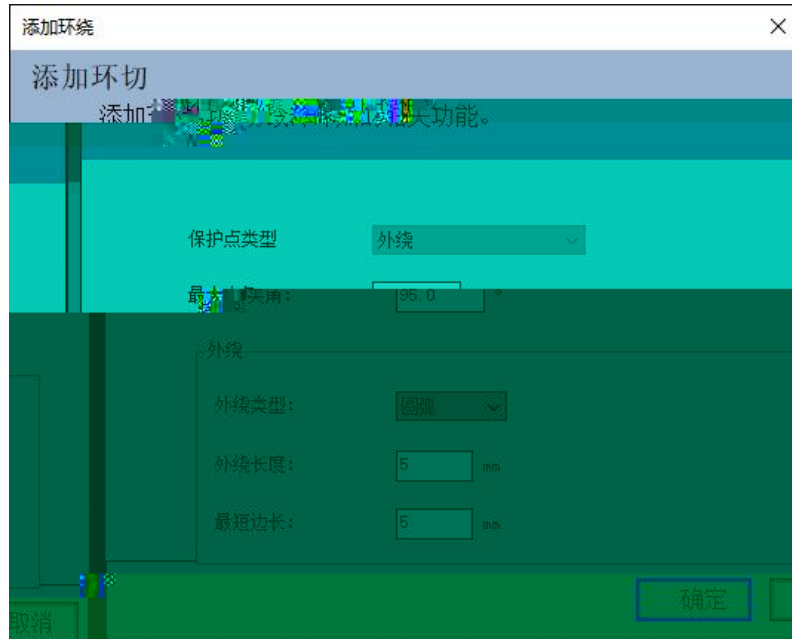 添加环绕
添加环切
添加
功能。
保护点类型
外绕
夹角:
95.0
°
外绕
外绕类型:
圆弧
外绕长度:
5
mm
最短边长:
5
mm
确定
取消